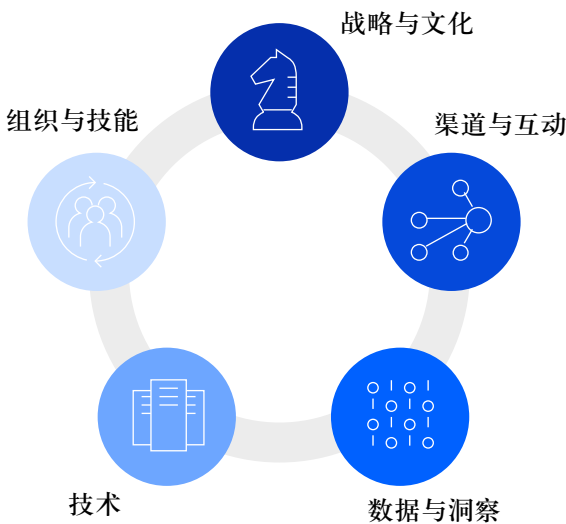 战略与文化
组织与技能
渠道与互动
技术
数据与洞察